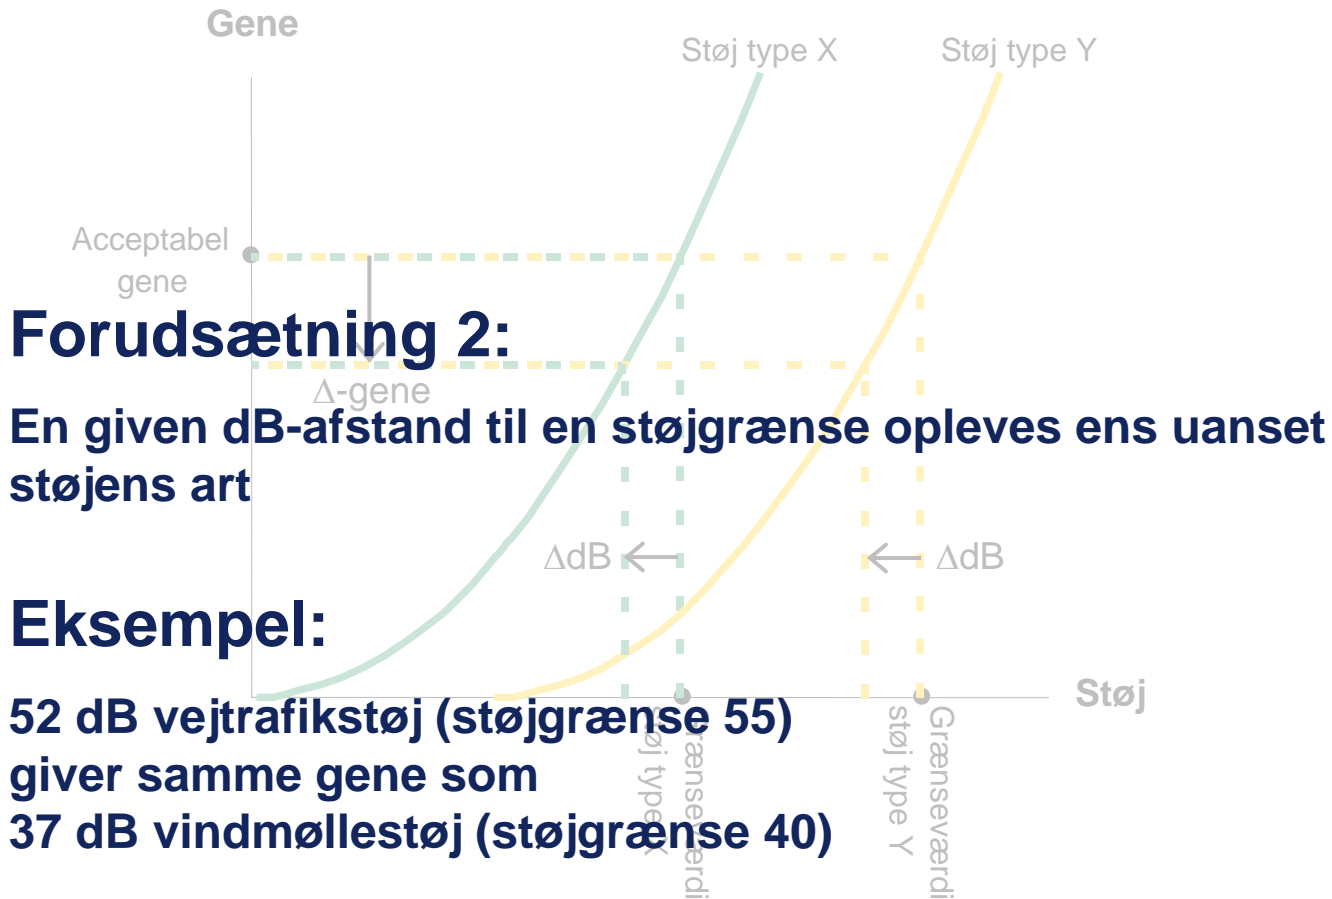 Gene
Støj type X
Støj type Y
Acceptabel
gene
Forudsætning 2:
Δ-gene
En given dB-afstand til en støjgrænse opleves ens uanset
støjens art
ΔdB
ΔdB
Eksempel:
Støj
52 dB vejtrafikstøj (støjgrænse 55)
giver samme gene som
37 dB vindmøllestøj (støjgrænse 40)
Grænseværdi
støj type X
Grænseværdi
støj type Y